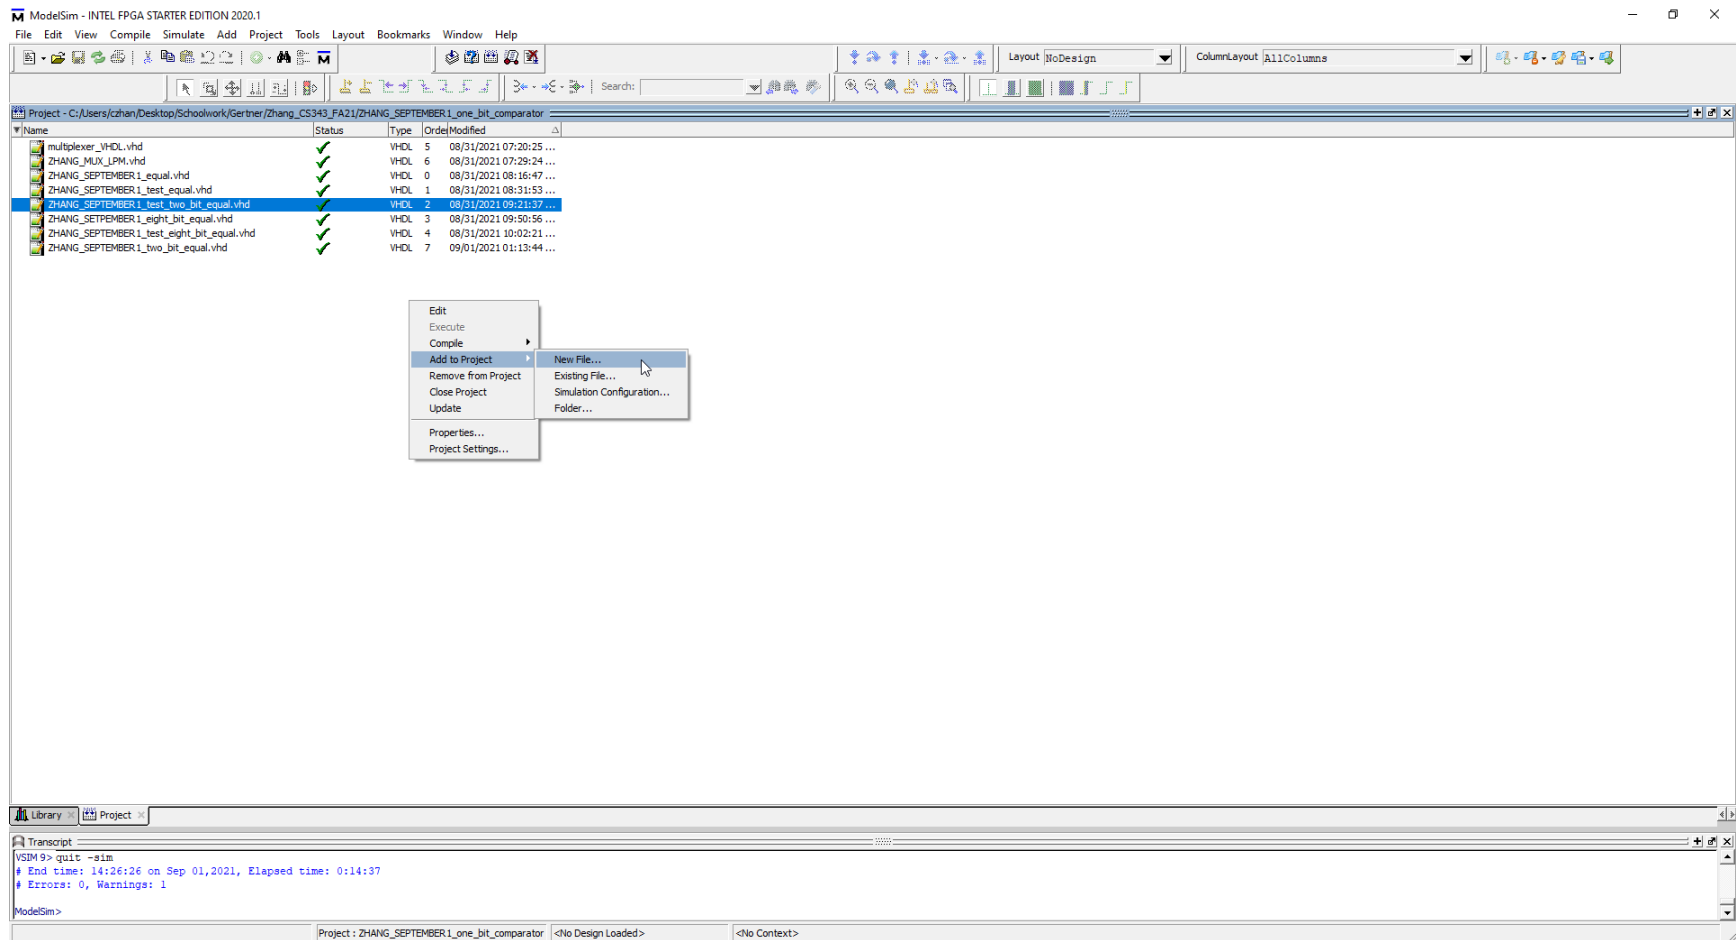 ModelSim - INTEL FPGA STARTER EDITION 2020.1
File Edit View Compile Simulate Add Project Tools Layout Bookmarks Window Help
Layout NoDesign ColumnLayout AllColumns
Search:
Project - C:/Users/czhan/Desktop/Schoolwork/Gertner/Zhang_CS343_FA21/ZHANG_SEPTEMBER1_one_bit_comparator
Name Status Type Order Modified
multiplexer_VHDL.vhd VHDL 5 08/31/2021 07:20:25 ...
ZHANG_MUX_LPM.vhd VHDL 6 08/31/2021 07:29:24 ...
ZHANG_SEPTEMBER1_equal.vhd VHDL 0 08/31/2021 08:16:47 ...
ZHANG_SEPTEMBER1_test_equal.vhd VHDL 1 08/31/2021 08:31:53 ...
ZHANG_SEPTEMBER1_test_two_bit_equal.vhd VHDL 2 08/31/2021 09:21:37 ...
ZHANG_SETPEMBER1_eight_bit_equal.vhd VHDL 3 08/31/2021 09:50:56 ...
ZHANG_SEPTEMBER1_test_eight_bit_equal.vhd VHDL 4 08/31/2021 10:02:21 ...
ZHANG_SEPTEMBER1_two_bit_equal.vhd VHDL 7 09/01/2021 01:13:44 ...
Edit
Execute
Compile
Add to Project
Remove from Project
Close Project
Update
Properties...
Project Settings...
New File...
Existing File...
Simulation Configuration...
Folder...
Library Project
Transcript
VSIM 9> quit -sim
# End time: 14:26:26 on Sep 01,2021, Elapsed time: 0:14:37
# Errors: 0, Warnings: 1
ModelSim>
Project : ZHANG_SEPTEMBER1_one_bit_comparator <No Design Loaded> <No Context>